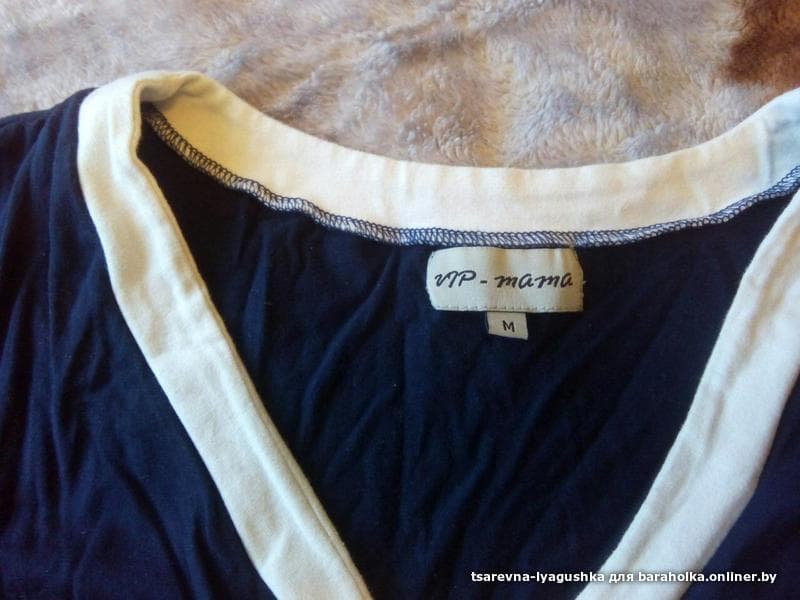 VIP - mama
M
tsarevna-lyagushka для baraholka.onliner.by